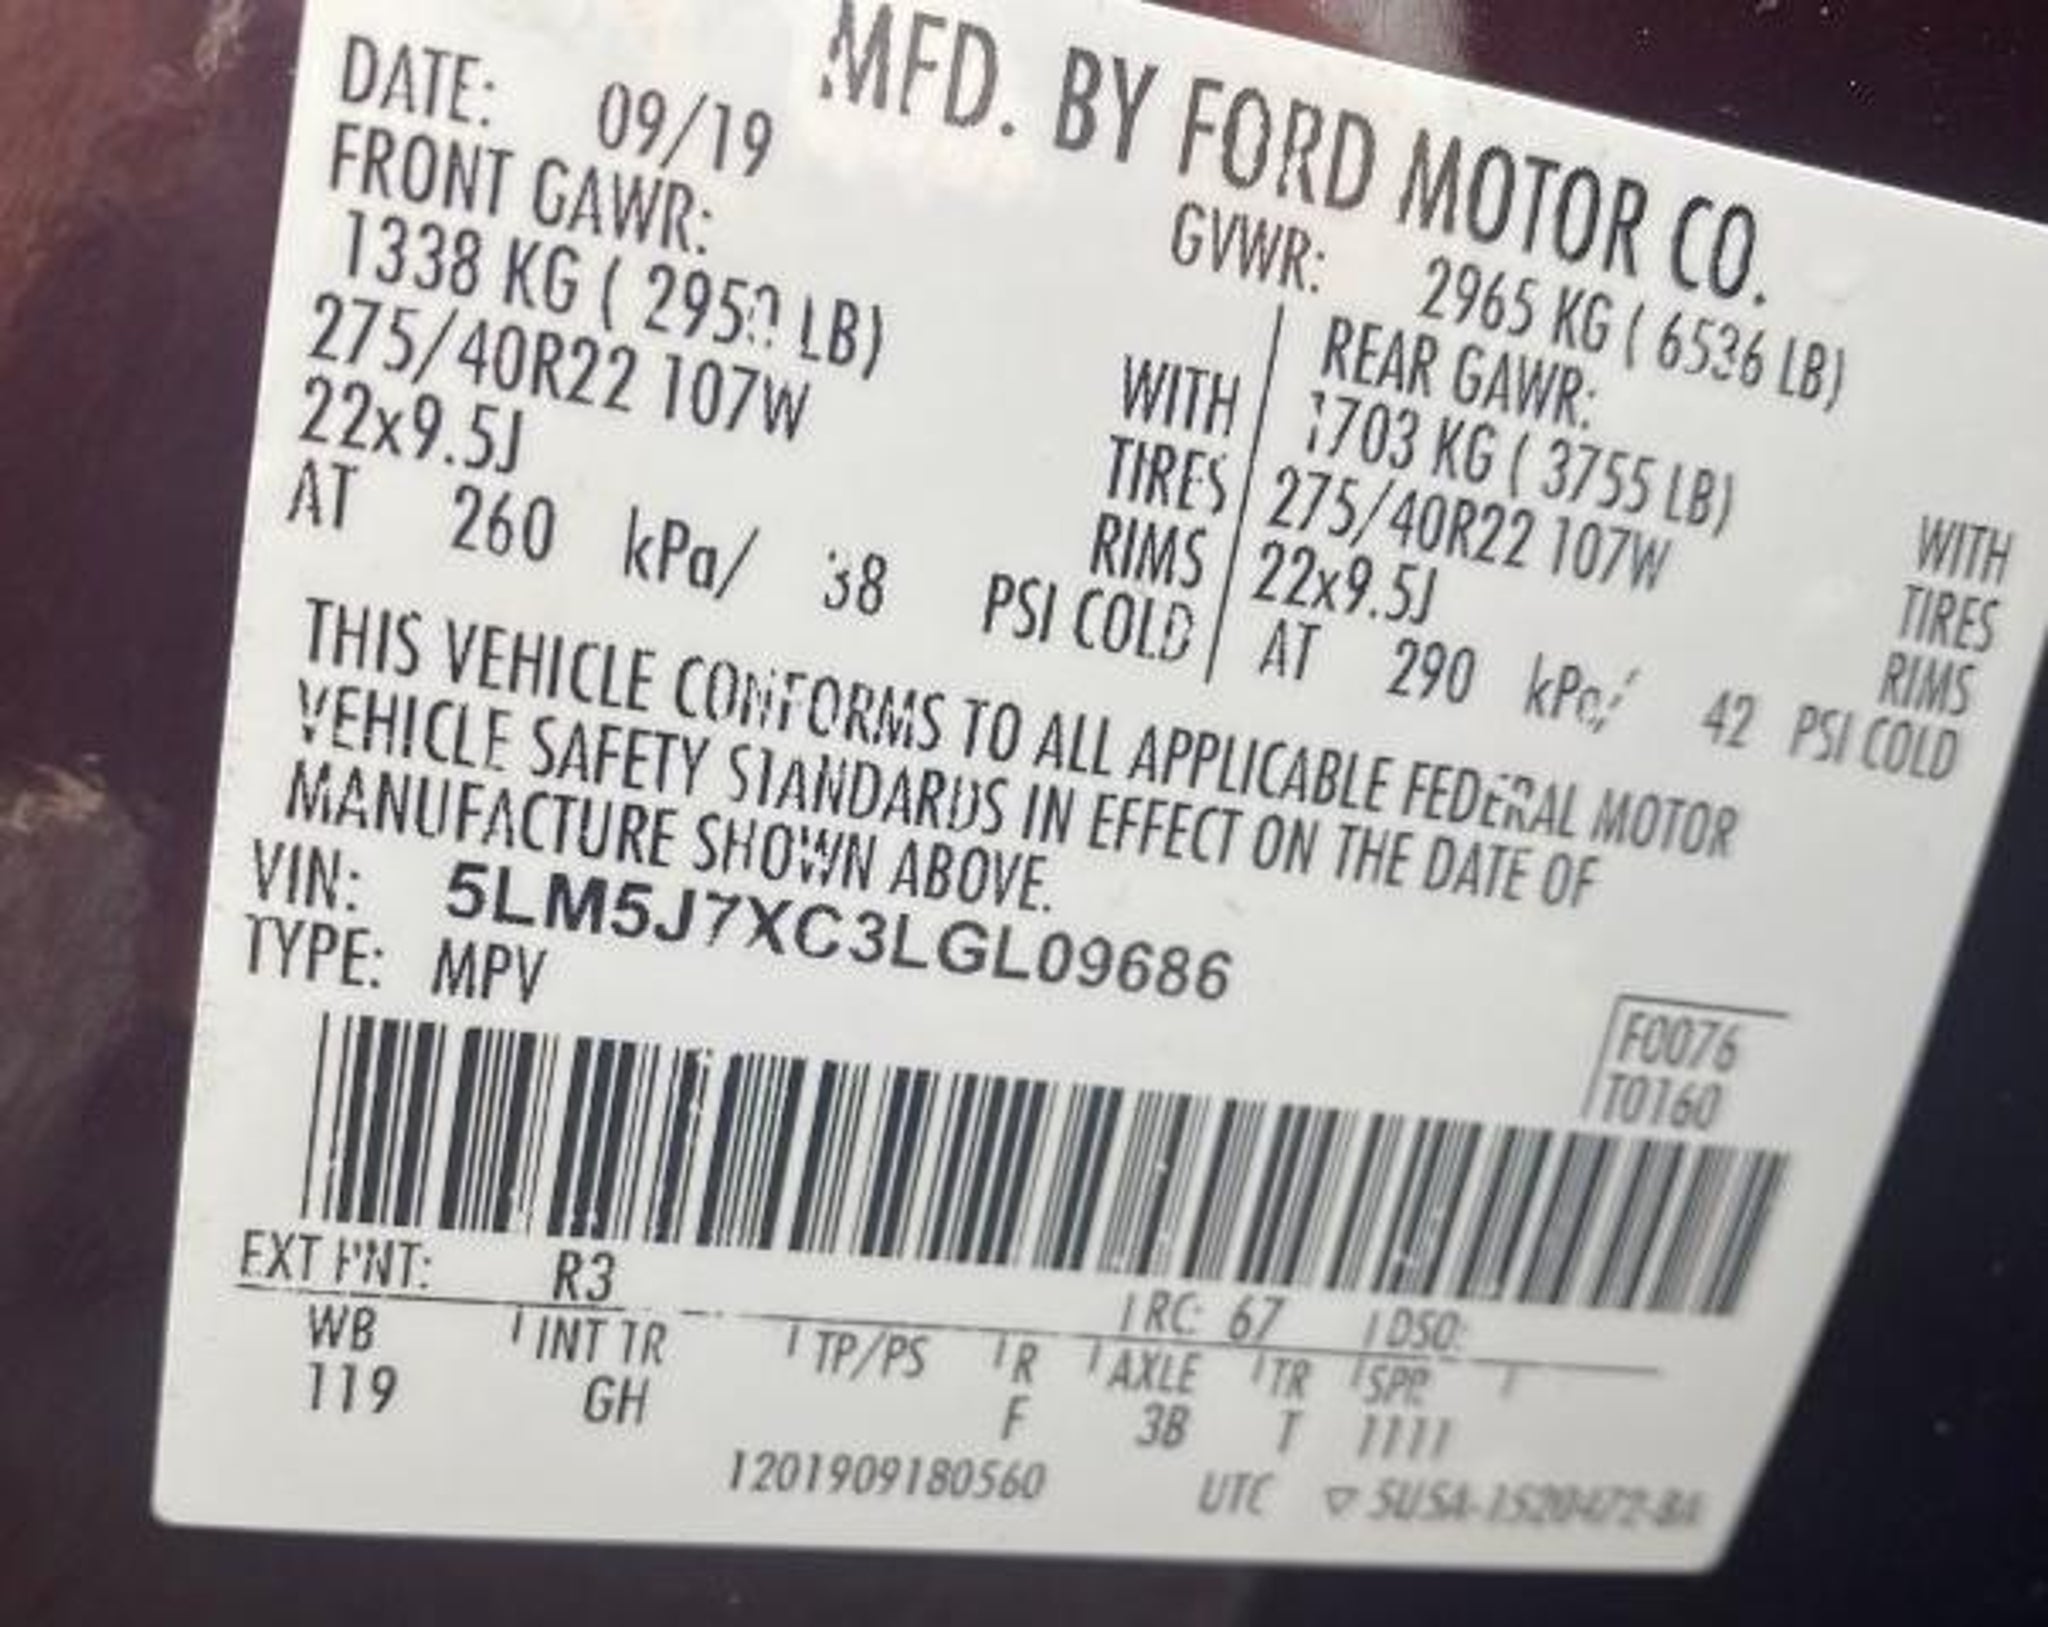 MFD. BY FORD MOTOR CO.
DATE: 09/19
GVWR: 2965 KG ( 6536 LB)
FRONT GAWR:
1338 KG ( 2950 LB) WITH
275/40R22 107W TIRES
22x9.5J RIMS
AT 260 kPa/ 38 PSI COLD
REAR GAWR:
1703 KG ( 3755 LB) WITH
275/40R22 107W TIRES
22x9.5J RIMS
AT 290 kPa/ 42 PSI COLD
THIS VEHICLE CONFORMS TO ALL APPLICABLE FEDERAL MOTOR
VEHICLE SAFETY STANDARDS IN EFFECT ON THE DATE OF
MANUFACTURE SHOWN ABOVE.
VIN: 5LM5J7XC3LGL09686
TYPE: MPV
F0076
T0160
EXT PNT: R3 RC: 67 DSO:
WB INT TR TP/PS R AXLE TR SPR
119 GH F 3B T 1111
1201909180560 UTC